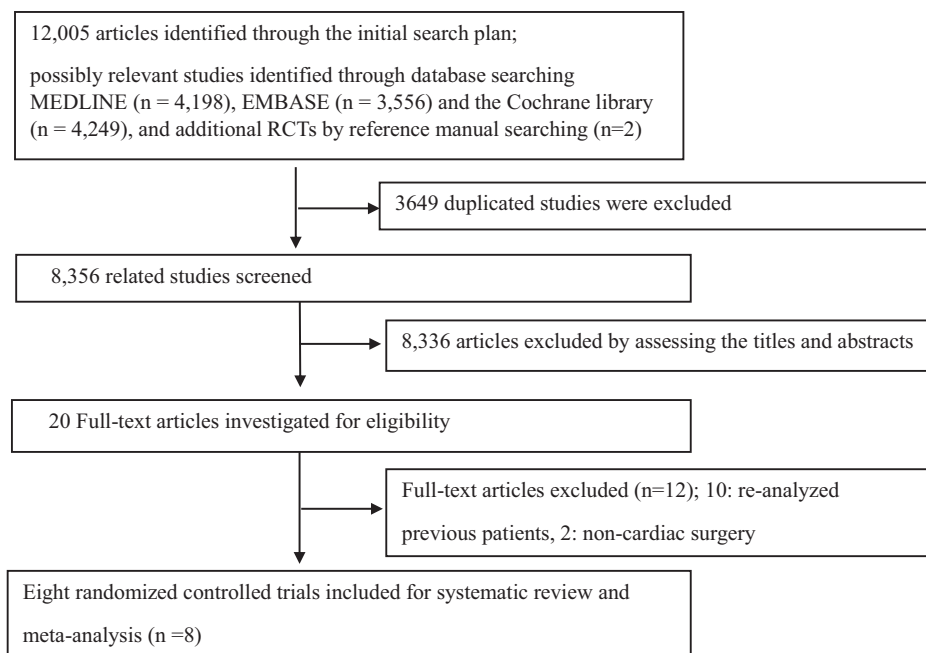 12,005 articles identified through the initial search plan;
possibly relevant studies identified through database searching
MEDLINE (n = 4,198), EMBASE (n = 3,556) and the Cochrane library
(n = 4,249), and additional RCTs by reference manual searching (n=2)
3649 duplicated studies were excluded
8,356 related studies screened
8,336 articles excluded by assessing the titles and abstracts
20 Full-text articles investigated for eligibility
Full-text articles excluded (n=12); 10: re-analyzed
previous patients, 2: non-cardiac surgery
Eight randomized controlled trials included for systematic review and
meta-analysis (n =8)